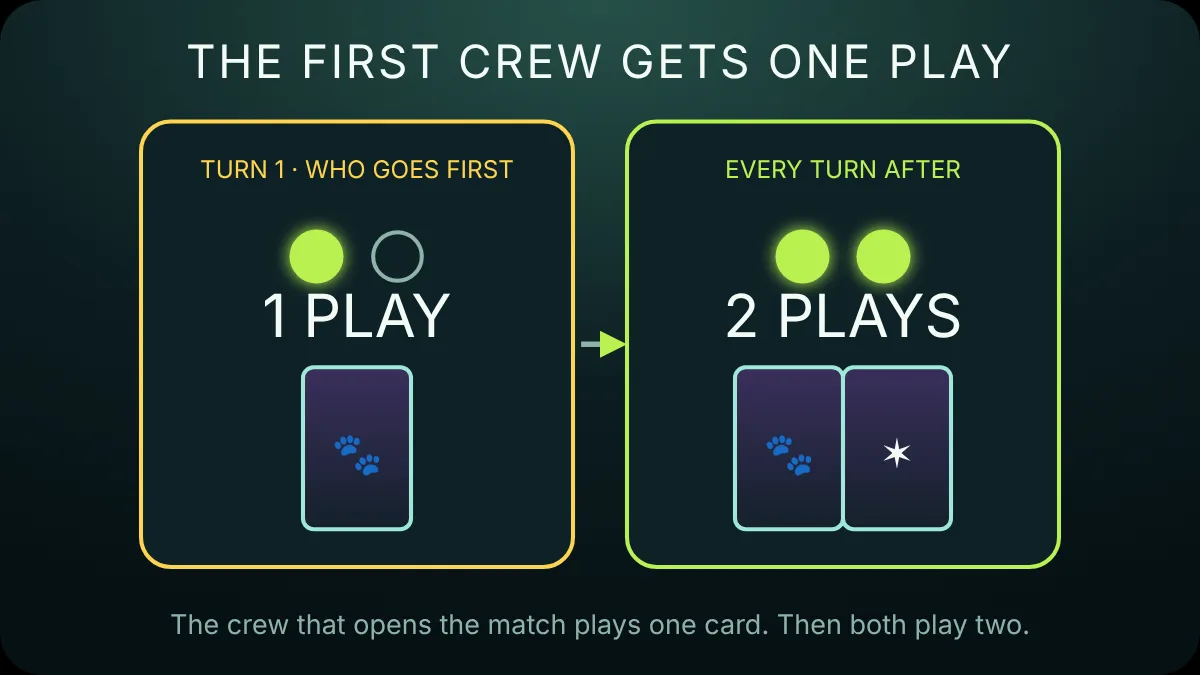 THE FIRST CREW GETS ONE PLAY
TURN 1 · WHO GOES FIRST
1 PLAY
EVERY TURN AFTER
2 PLAYS
The crew that opens the match plays one card. Then both play two.